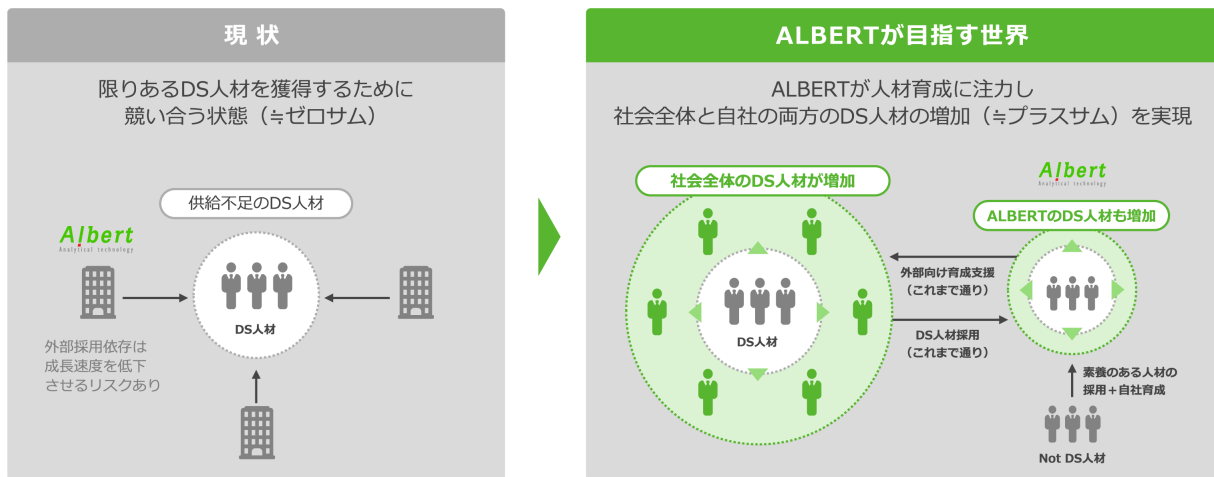 現 状
限りあるDS人材を獲得するために
競い合う状態（≒ゼロサム）
供給不足のDS人材
Albert
Analytical technology
DS人材
外部採用依存は
成長速度を低下
させるリスクあり
ALBERTが目指す世界
ALBERTが人材育成に注力し
社会全体と自社の両方のDS人材の増加（≒プラスサム）を実現
Albert
Analytical technology
社会全体のDS人材が増加
ALBERTのDS人材も増加
外部向け育成支援
（これまで通り）
DS人材
DS人材採用
（これまで通り）
素養のある人材の
採用＋自社育成
Not DS人材